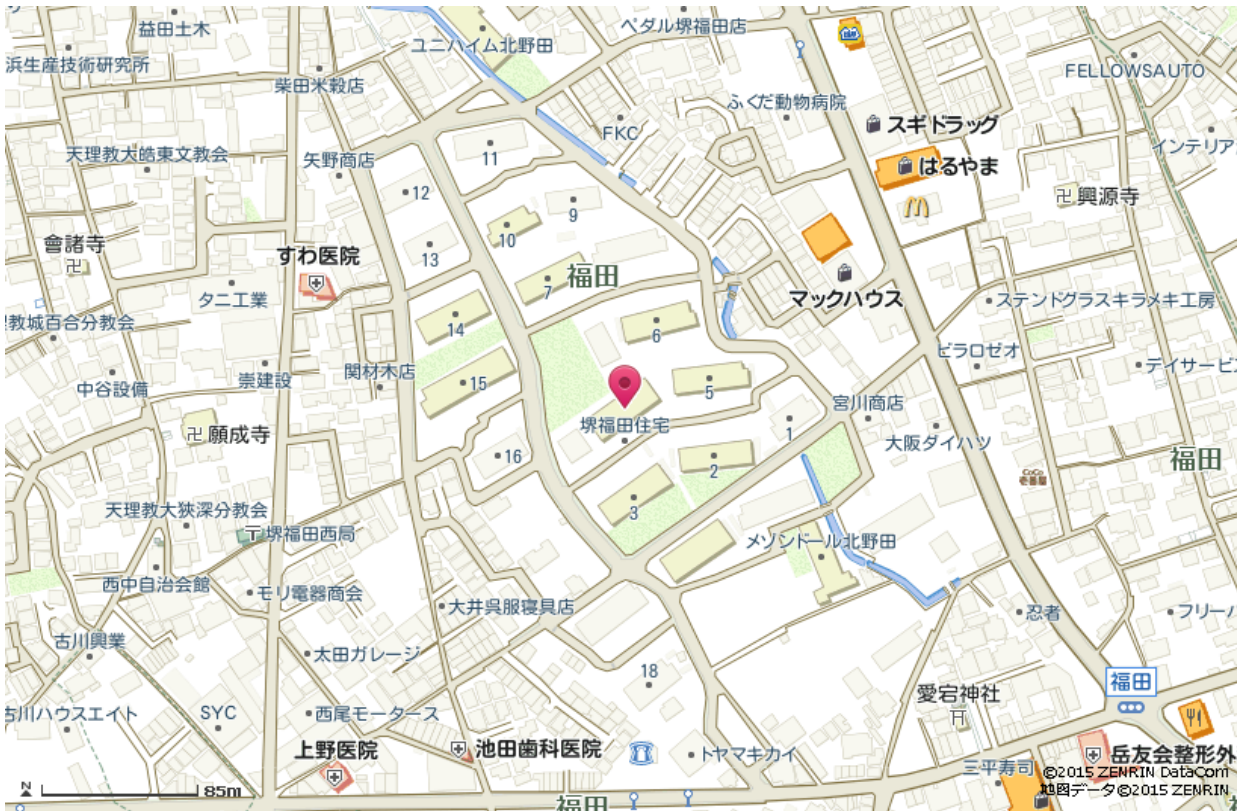 益田土木
ペダル堺福田店
ユニハイム北野田
浜生産技術研究所
FELLOWSAUTO
柴田米穀店
ふくだ動物病院
スギドラッグ
FKC
インテリア
天理教大皓東文教会
矢野商店
11
はるやま
12
興源寺
9
10
會諸寺
すわ医院
13
福田
7
マックハウス
タニ工業
ステンドグラスキラメキ工房
教城百合分教会
14
6
ビラロゼオ
デイサービス
中谷設備
崇建設
関材木店
15
5
宮川商店
堺福田住宅
1
願成寺
大阪ダイハツ
16
2
福田
CoCo
壱番屋
天理教大狭深分教会
3
堺福田西局
メゾンドール北野田
西中自治会館
モリ電器商会
大井呉服寝具店
忍者
フリーハ
古川興業
太田ガレージ
18
福田
愛宕神社
古川ハウスエイト
SYC
西尾モータース
上野医院
池田歯科医院
トヤマキカイ
岳友会整形外
三平寿司
N
85m
©2015 ZENRIN DataCom
地図データ©2015 ZENRIN
福田